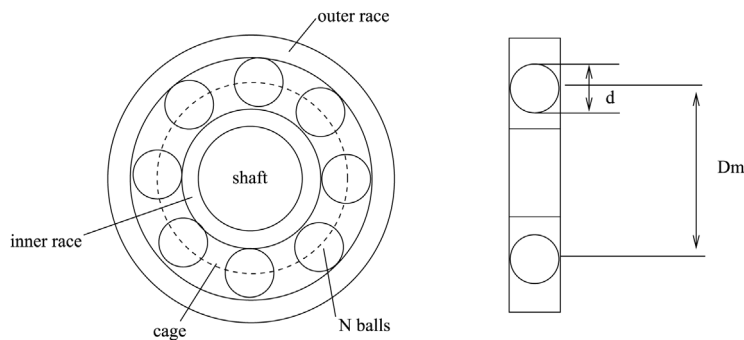 outer race
d
Dm
shaft
inner race
cage
N balls